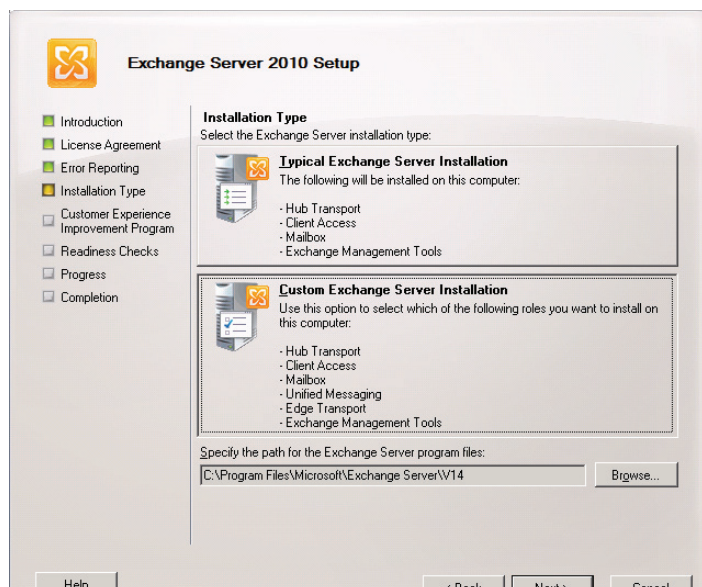 Exchange Server 2010 Setup
Introduction
License Agreement
Error Reporting
Installation Type
Customer Experience
Improvement Program
Readiness Checks
Progress
Completion
Installation Type
Select the Exchange Server installation type:
Typical Exchange Server Installation
The following will be installed on this computer:
- Hub Transport
- Client Access
- Mailbox
- Exchange Management Tools
Custom Exchange Server Installation
Use this option to select which of the following roles you want to install on
this computer:
- Hub Transport
- Client Access
- Mailbox
- Unified Messaging
- Edge Transport
- Exchange Management Tools
Specify the path for the Exchange Server program files:
C:\Program Files\Microsoft\Exchange Server\V14
Browse...
Help
< Back
Next >
Cancel